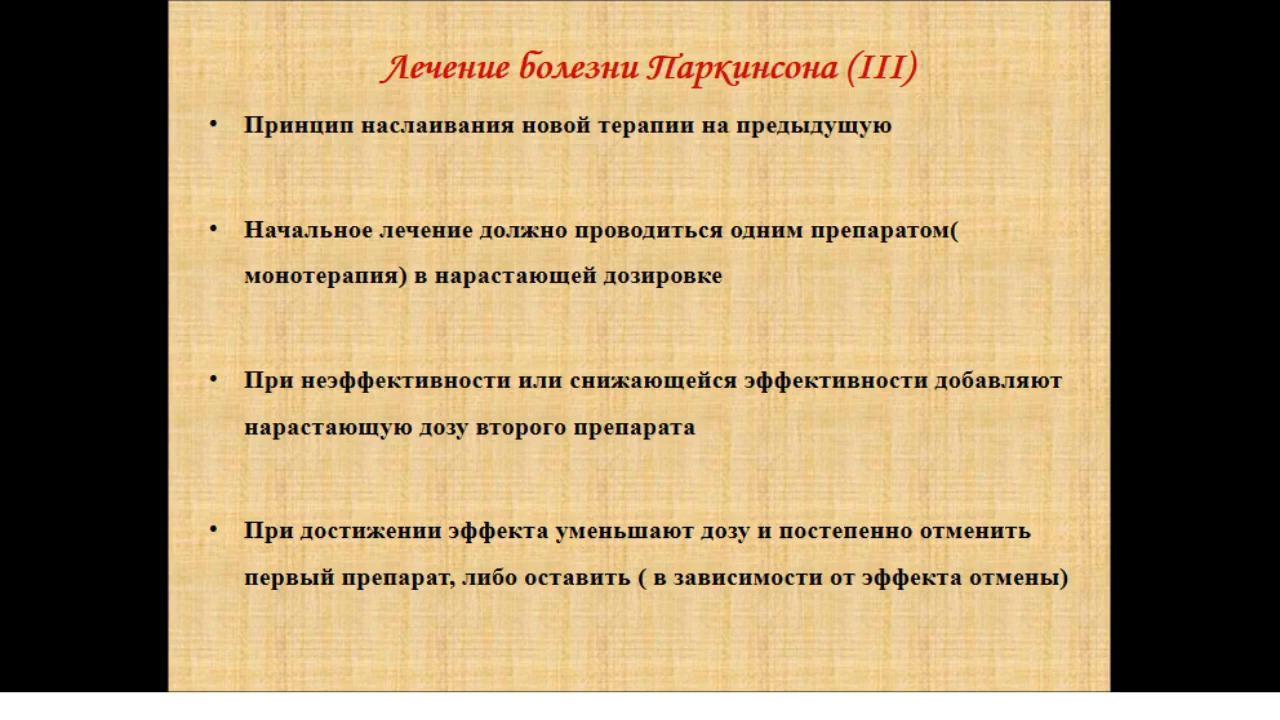 Лечение болезни Паркинсона (III)
• Принцип наслаивания новой терапии на предыдущую
• Начальное лечение должно проводиться одним препаратом(
монотерапия) в нарастающей дозировке
• При неэффективности или снижающейся эффективности добавляют
нарастающую дозу второго препарата
• При достижении эффекта уменьшают дозу и постепенно отменить
первый препарат, либо оставить ( в зависимости от эффекта отмены)